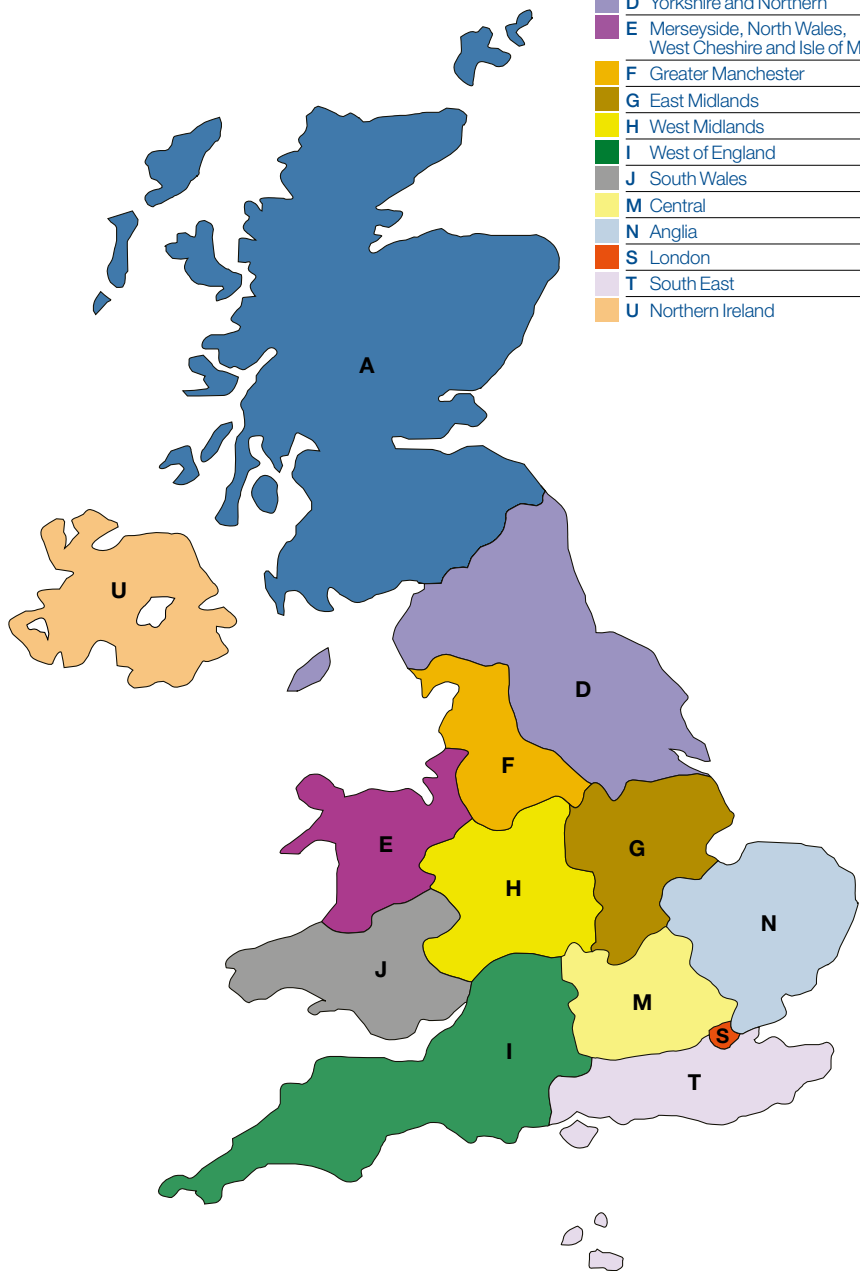 D Yorkshire and Northern
E Merseyside, North Wales,
West Cheshire and Isle of
F Greater Manchester
G East Midlands
H West Midlands
I West of England
J South Wales
M Central
N Anglia
S London
T South East
U Northern Ireland
A
U
D
F
E
G
H
N
J
M
S
I
T